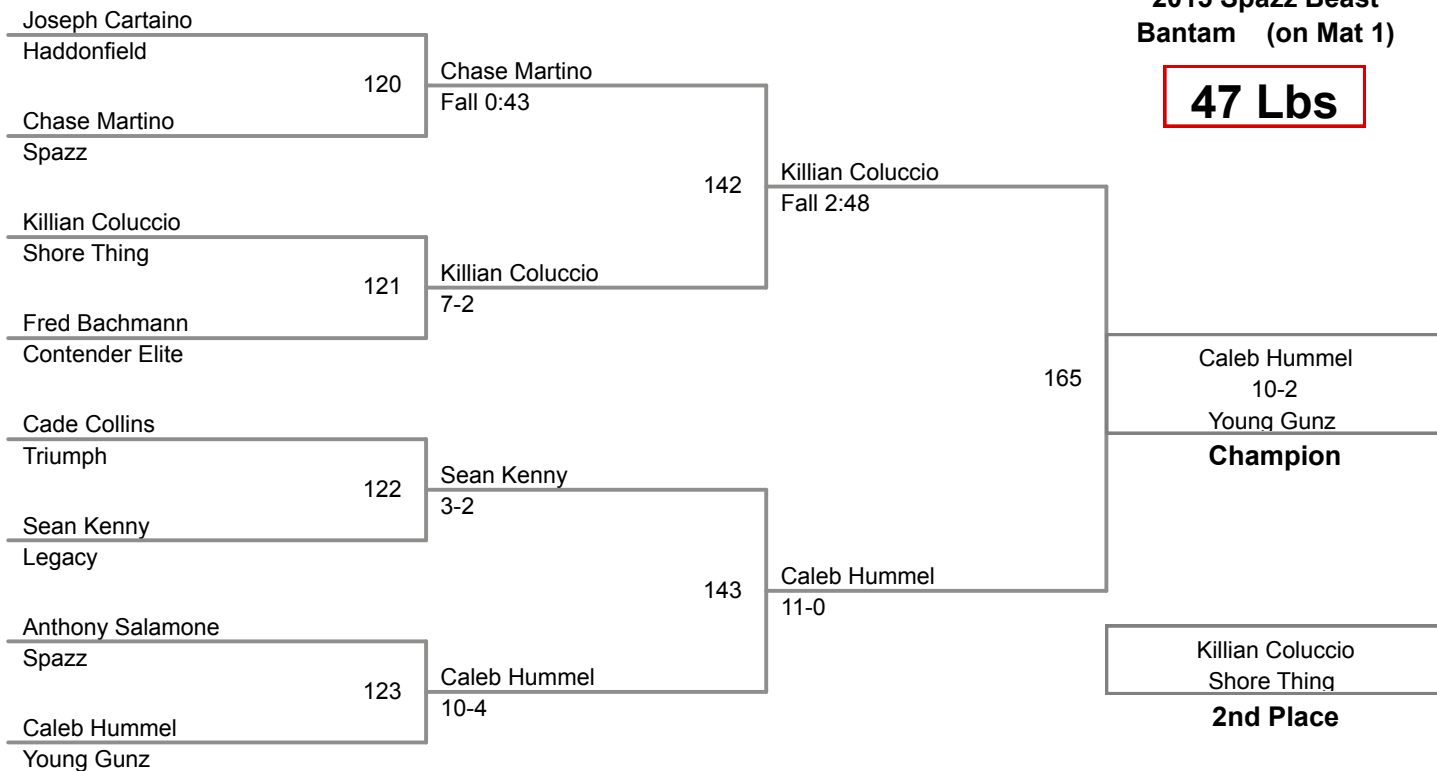 2015 Spazz Beast
Bantam (on Mat 1)
47 Lbs
Joseph Cartaino
Haddonfield
120
Chase Martino
Fall 0:43
Chase Martino
Spazz
142
Killian Coluccio
Fall 2:48
Killian Coluccio
Shore Thing
121
Killian Coluccio
7-2
Fred Bachmann
Contender Elite
165
Caleb Hummel
10-2
Young Gunz
Champion
Cade Collins
Triumph
122
Sean Kenny
3-2
Sean Kenny
Legacy
143
Caleb Hummel
11-0
Anthony Salamone
Spazz
123
Caleb Hummel
10-4
Caleb Hummel
Young Gunz
Killian Coluccio
Shore Thing
2nd Place